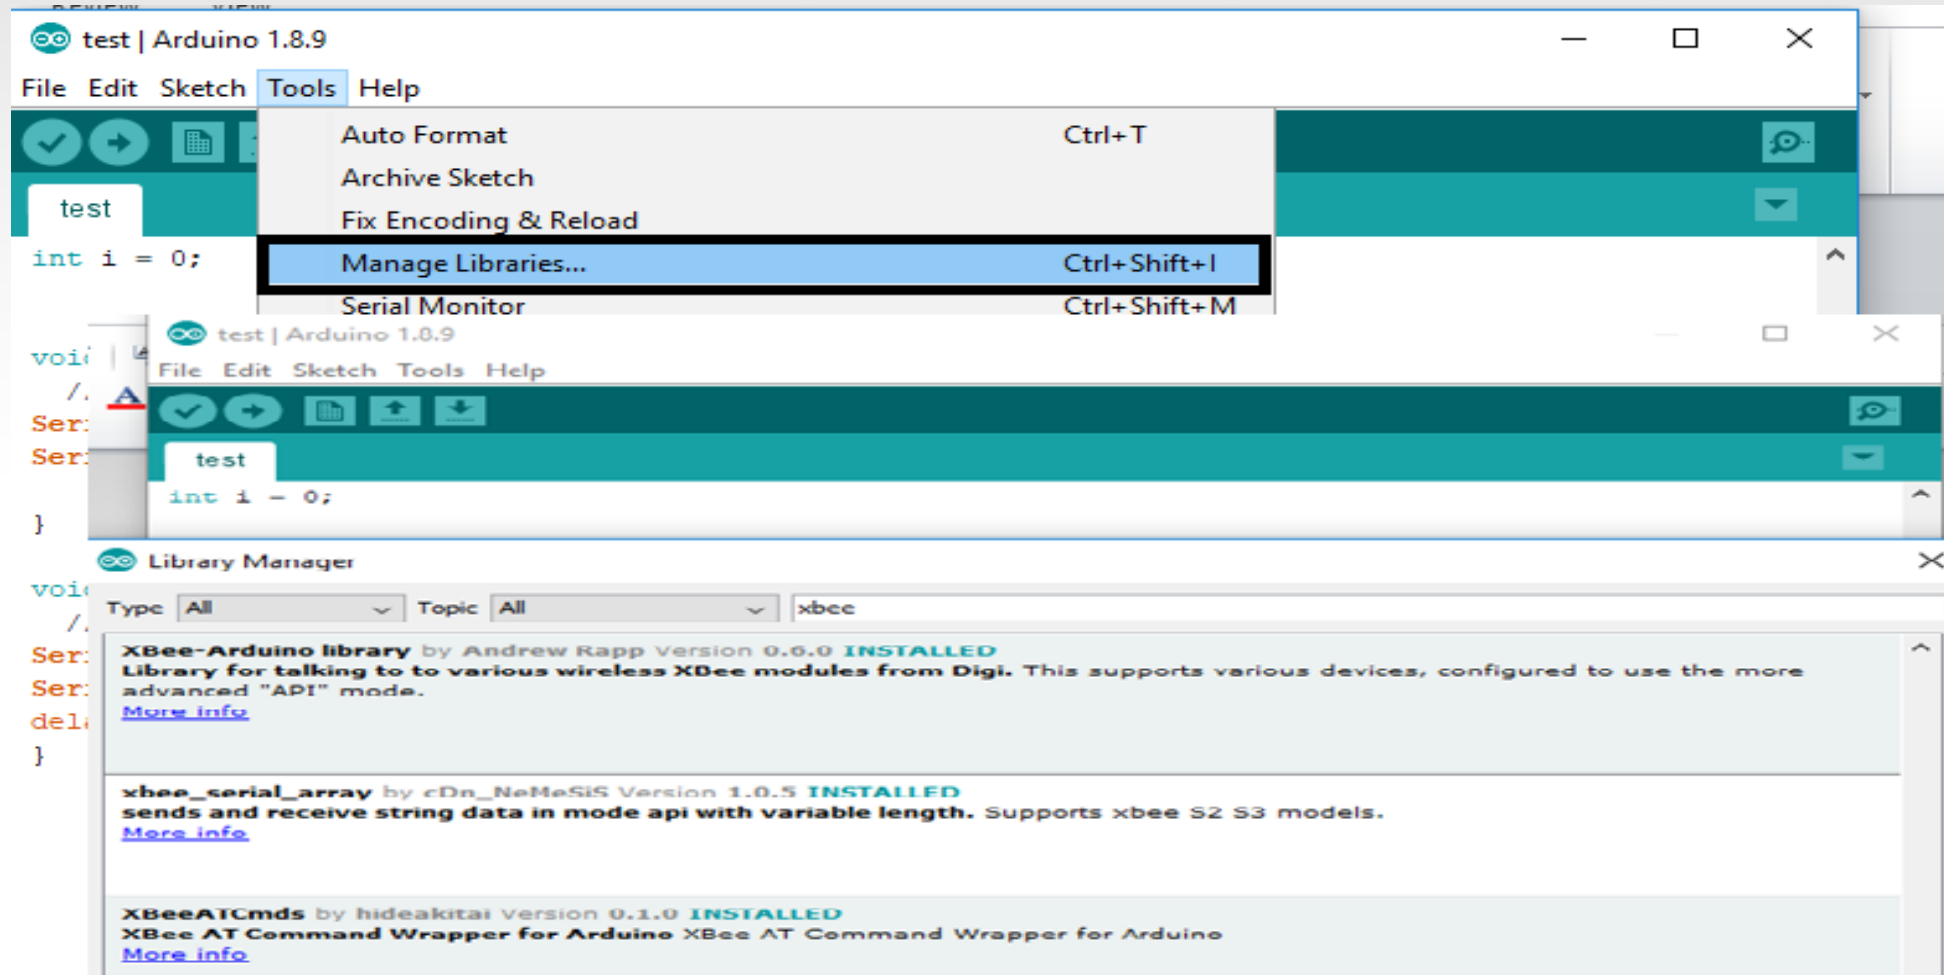 test | Arduino 1.8.9
File Edit Sketch Tools Help
Auto Format Ctrl+T
Archive Sketch
Fix Encoding & Reload
test
int i = 0;
Manage Libraries... Ctrl+Shift+I
Serial Monitor Ctrl+Shift+M
test | Arduino 1.8.9
File Edit Sketch Tools Help
test
int i = 0;
}
Library Manager
Type All Topic All xbee
XBee-Arduino library by Andrew Rapp Version 0.6.0 INSTALLED
Library for talking to to various wireless XBee modules from Digi. This supports various devices, configured to use the more
advanced "API" mode.
More info
}
xbee_serial_array by cDn_NeMeSiS Version 1.0.5 INSTALLED
sends and receive string data in mode api with variable length. Supports xbee S2 S3 models.
More info
XBeeATCmds by hideakitai Version 0.1.0 INSTALLED
XBee AT Command Wrapper for Arduino XBee AT Command Wrapper for Arduino
More info